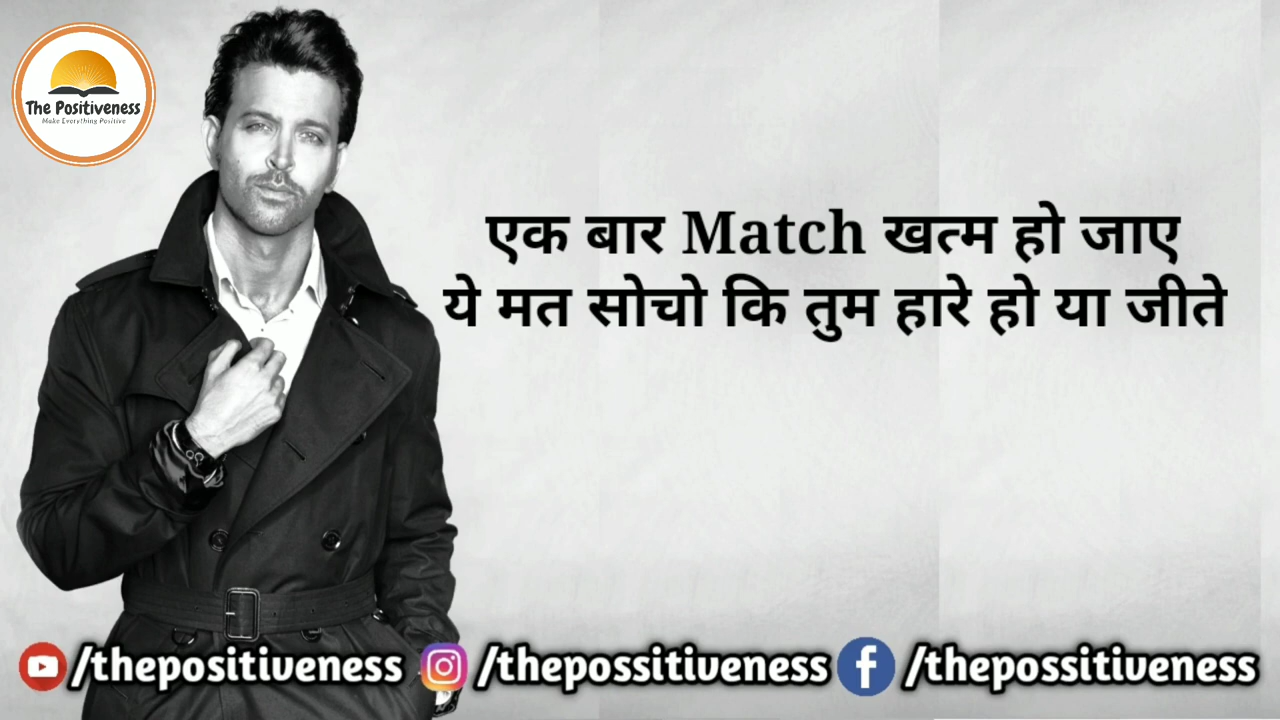 The Positiveness
Make Everything Positive
एक बार Match खत्म हो जाए
ये मत सोचो कि तुम हारे हो या जीते
/thepositiveness /thepossitiveness /thepossitiveness